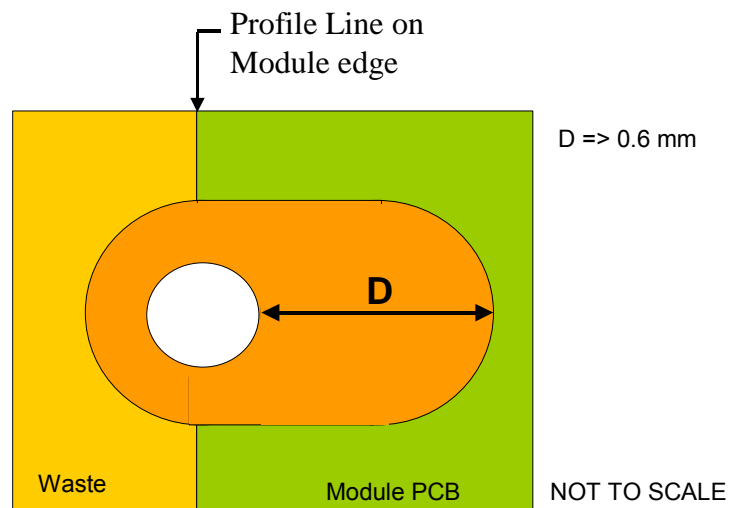 Profile Line on
Module edge
D => 0.6 mm
D
Waste
Module PCB
NOT TO SCALE